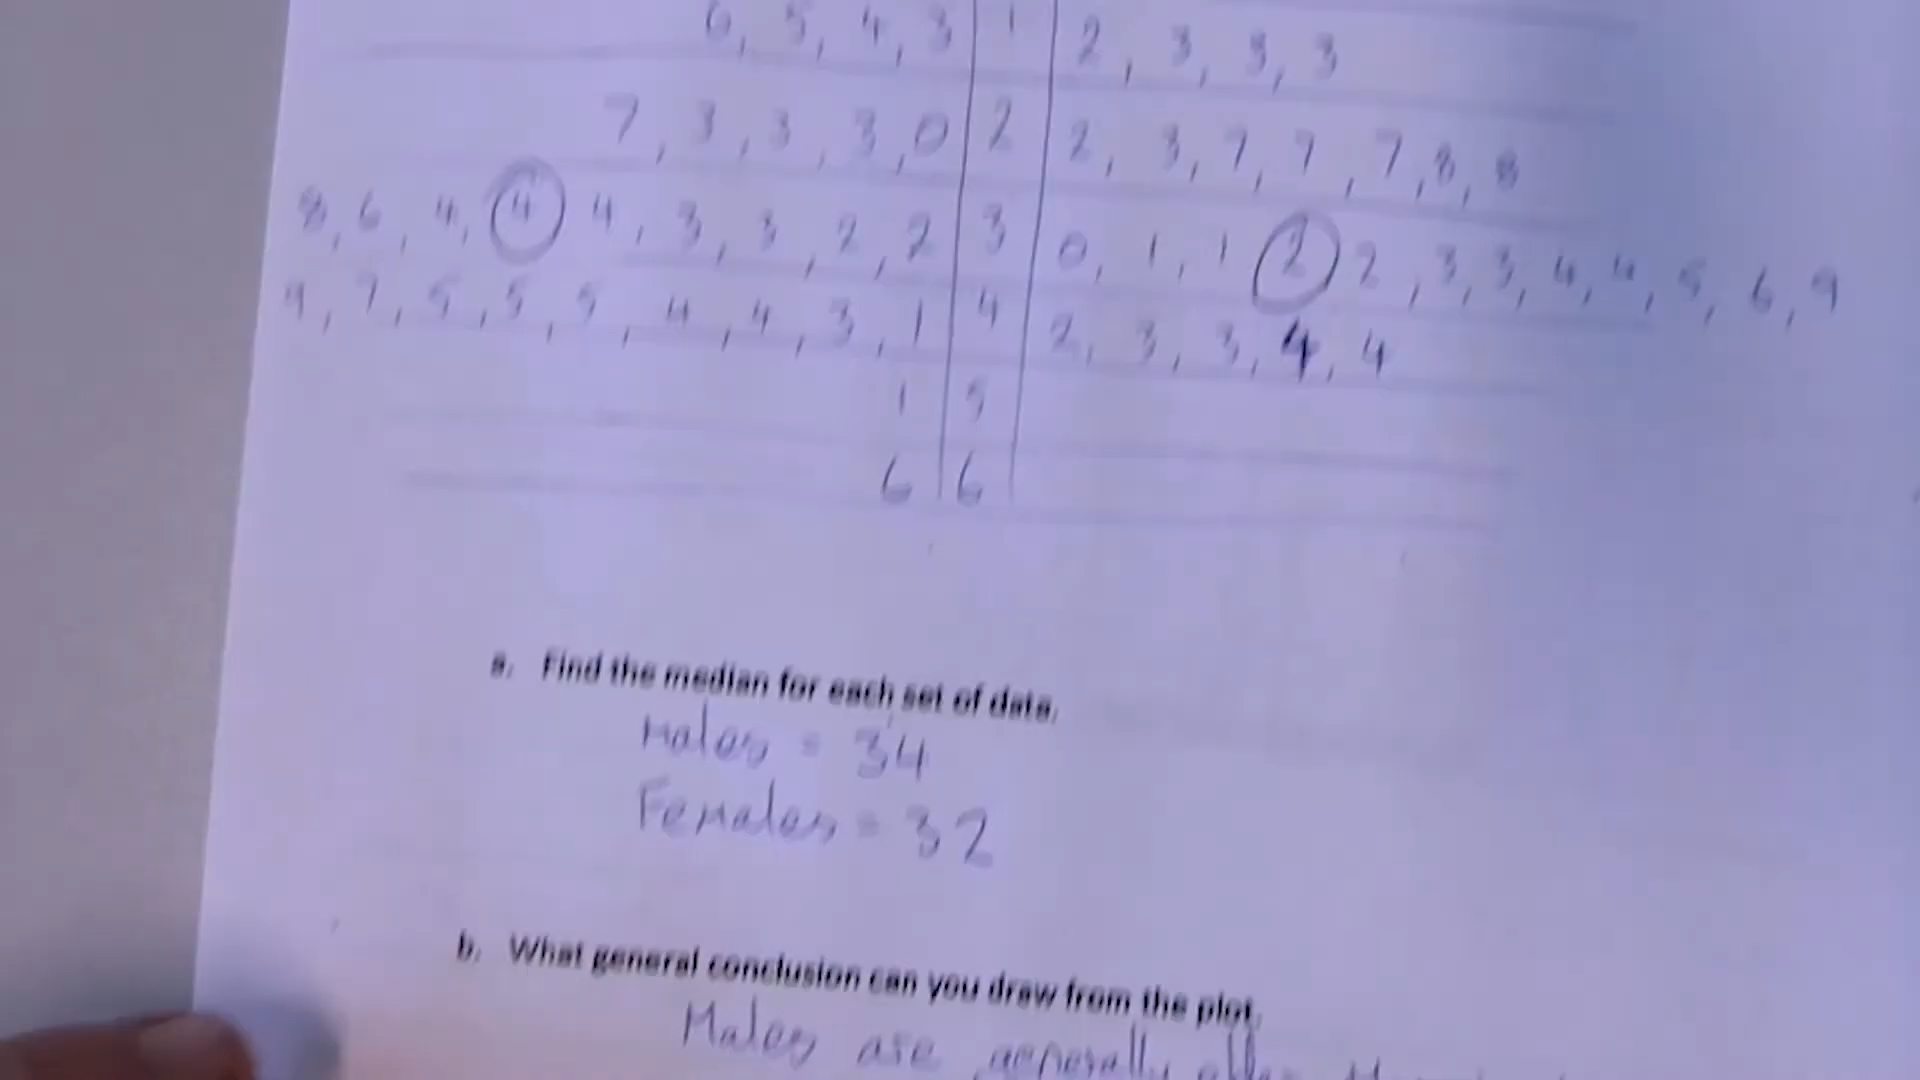 6, 5, 4, 3 | 1 | 2, 3, 3, 3
7, 3, 3, 3, 0 | 2 | 2, 3, 7, 7, 7, 8, 8
8, 6, 4, 4 4, 3, 3, 2, 2 | 3 | 0, 1, 1 2 2, 3, 3, 4, 4, 5, 6, 9
9, 7, 5, 5, 5, 4, 4, 3, 1 | 4 | 2, 3, 3, 4, 4
1 | 5 |
6 | 6 |
a. Find the median for each set of data.
Males = 34
Females = 32
b. What general conclusion can you draw from the plot.
Males are generally